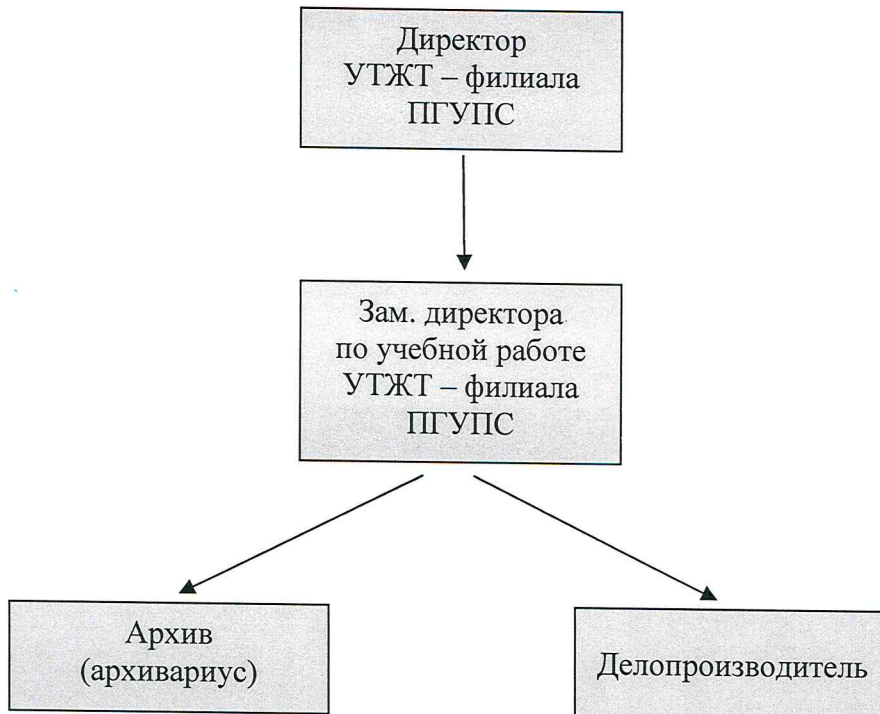 Директор
УТЖТ – филиала
ПГУПС
Зам. директора
по учебной работе
УТЖТ – филиала
ПГУПС
Архив
(архивариус)
Делопроизводитель